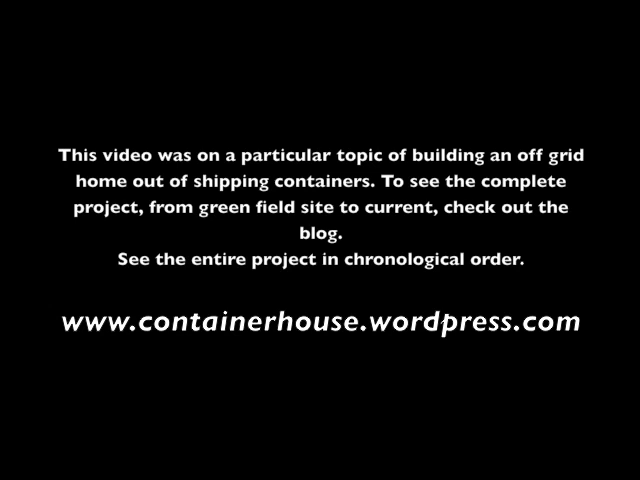 This video was on a particular topic of building an off grid
home out of shipping containers. To see the complete
project, from green field site to current, check out the
blog.
See the entire project in chronological order.
www.containerhouse.wordpress.com